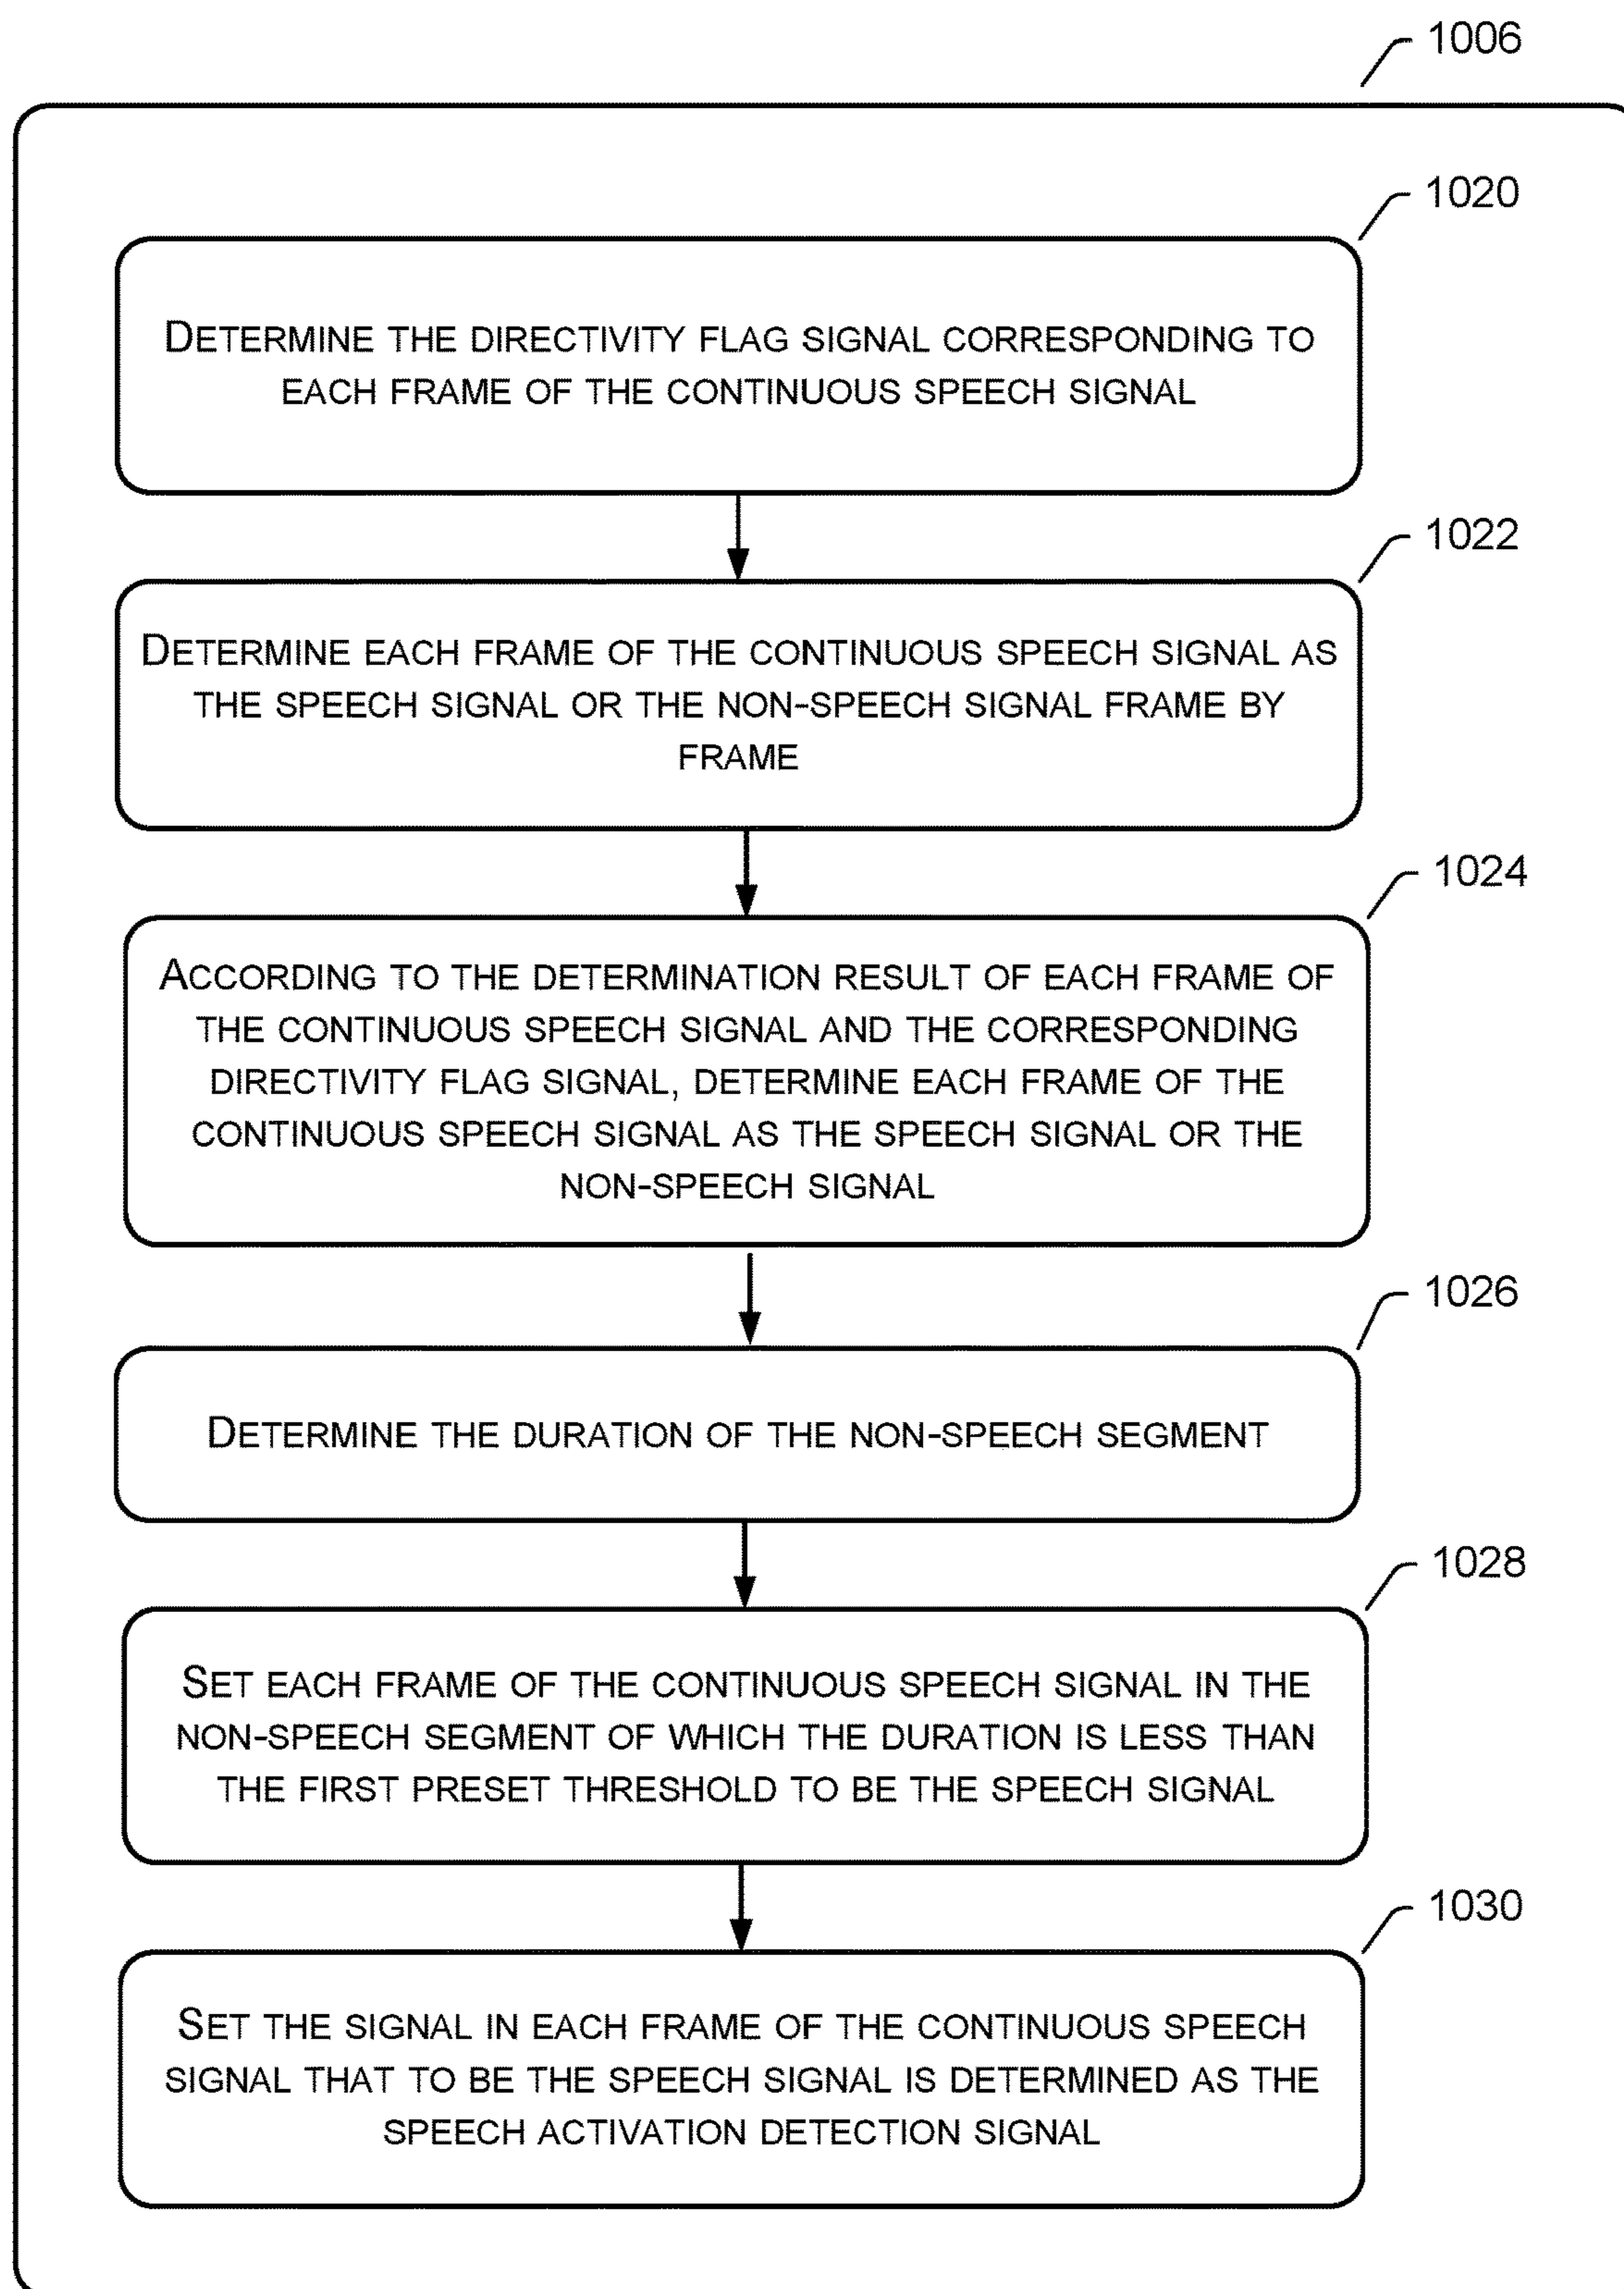 1006
1020
DETERMINE THE DIRECTIVITY FLAG SIGNAL CORRESPONDING TO
EACH FRAME OF THE CONTINUOUS SPEECH SIGNAL
1022
DETERMINE EACH FRAME OF THE CONTINUOUS SPEECH SIGNAL AS
THE SPEECH SIGNAL OR THE NON-SPEECH SIGNAL FRAME BY
FRAME
1024
ACCORDING TO THE DETERMINATION RESULT OF EACH FRAME OF
THE CONTINUOUS SPEECH SIGNAL AND THE CORRESPONDING
DIRECTIVITY FLAG SIGNAL, DETERMINE EACH FRAME OF THE
CONTINUOUS SPEECH SIGNAL AS THE SPEECH SIGNAL OR THE
NON-SPEECH SIGNAL
1026
DETERMINE THE DURATION OF THE NON-SPEECH SEGMENT
1028
SET EACH FRAME OF THE CONTINUOUS SPEECH SIGNAL IN THE
NON-SPEECH SEGMENT OF WHICH THE DURATION IS LESS THAN
THE FIRST PRESET THRESHOLD TO BE THE SPEECH SIGNAL
1030
SET THE SIGNAL IN EACH FRAME OF THE CONTINUOUS SPEECH
SIGNAL THAT TO BE THE SPEECH SIGNAL IS DETERMINED AS THE
SPEECH ACTIVATION DETECTION SIGNAL